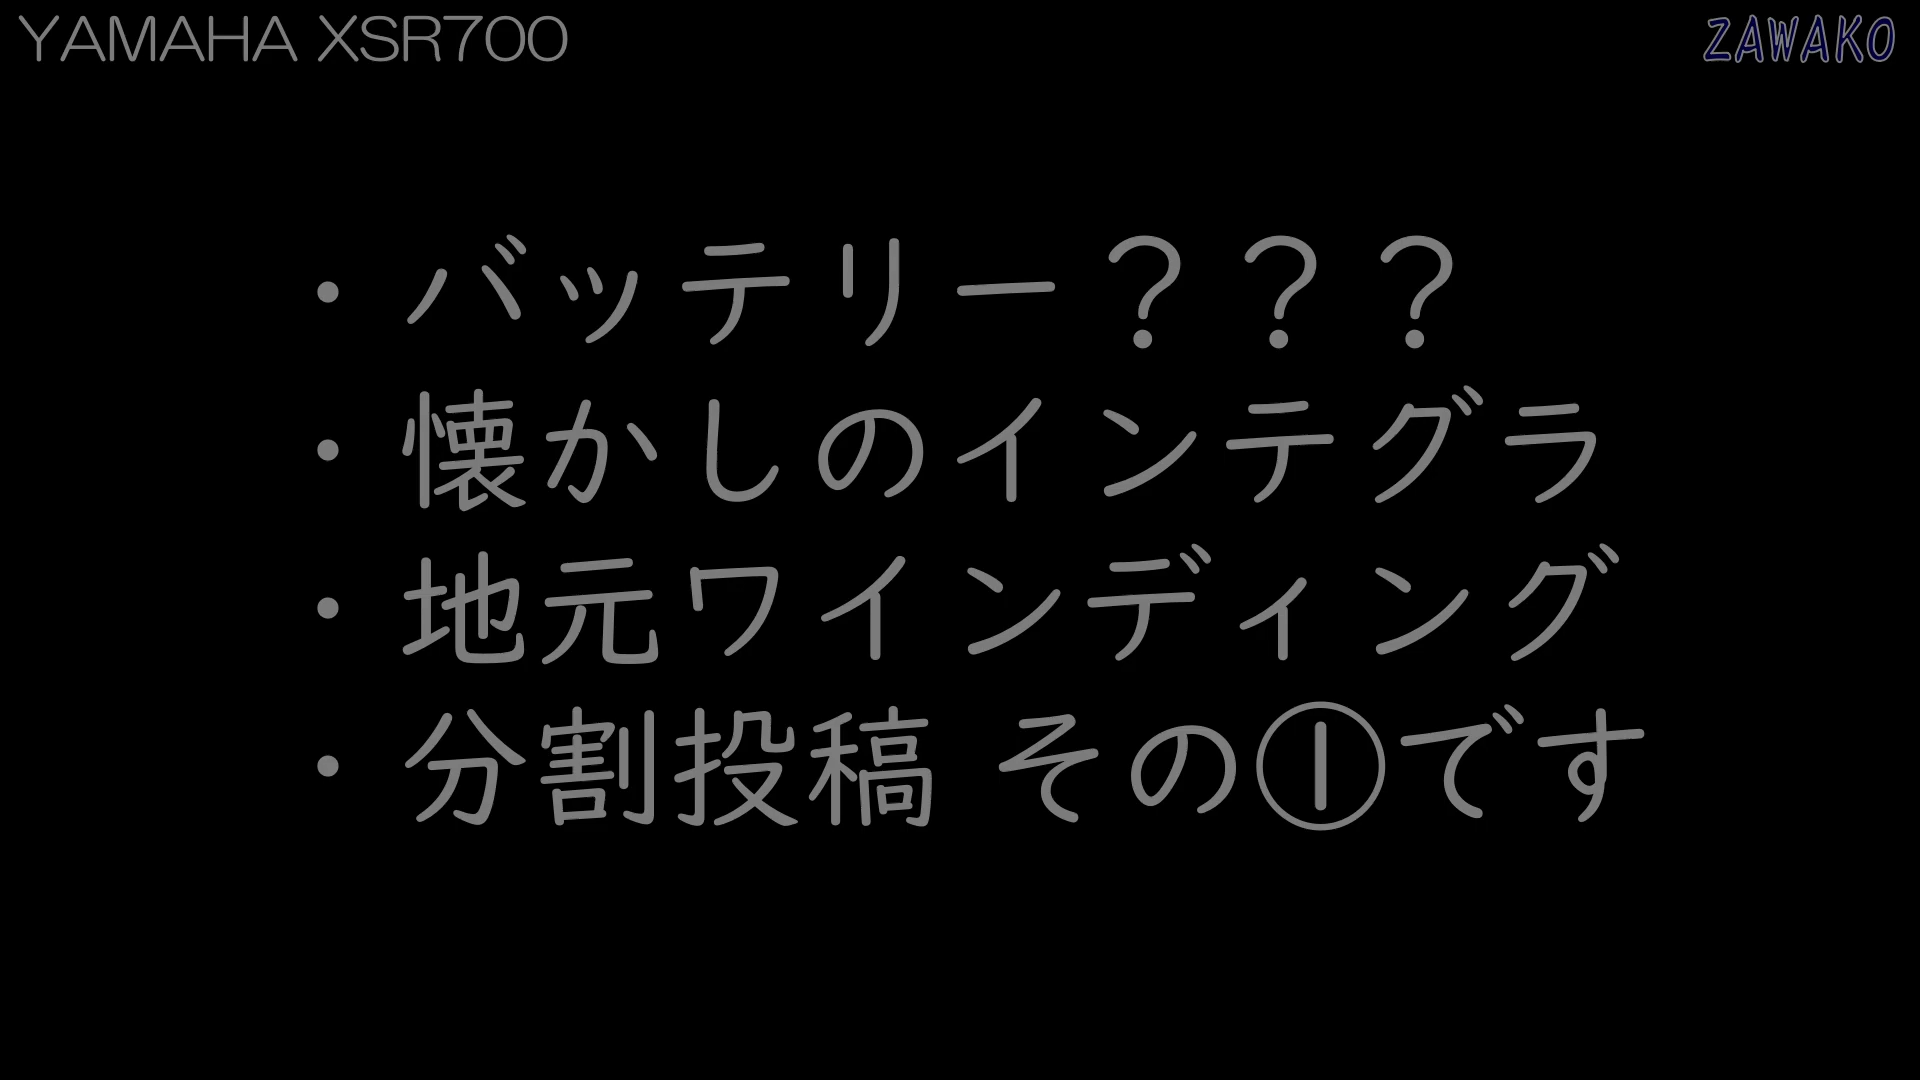 YAMAHA XSR700
ZAWAKO
・バッテリー？？？
・懐かしのインテグラ
・地元ワインディング
・分割投稿 その①です